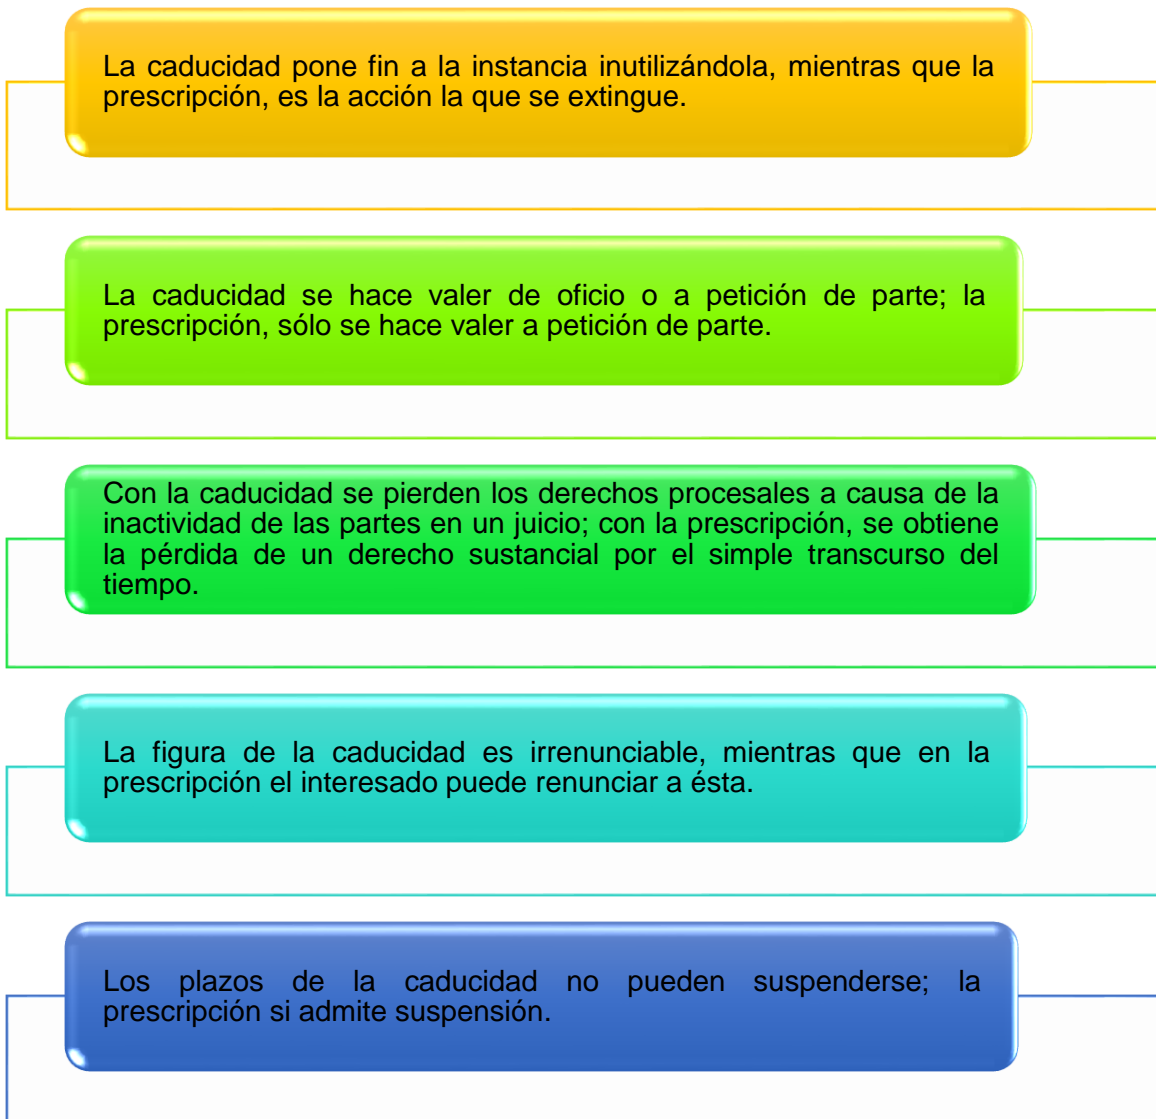 La caducidad pone fin a la instancia inutilizándola, mientras que la
prescripción, es la acción la que se extingue.
La caducidad se hace valer de oficio o a petición de parte; la
prescripción, sólo se hace valer a petición de parte.
Con la caducidad se pierden los derechos procesales a causa de la
inactividad de las partes en un juicio; con la prescripción, se obtiene
la pérdida de un derecho sustancial por el simple transcurso del
tiempo.
La figura de la caducidad es irrenunciable, mientras que en la
prescripción el interesado puede renunciar a ésta.
Los plazos de la caducidad no pueden suspenderse; la
prescripción si admite suspensión.